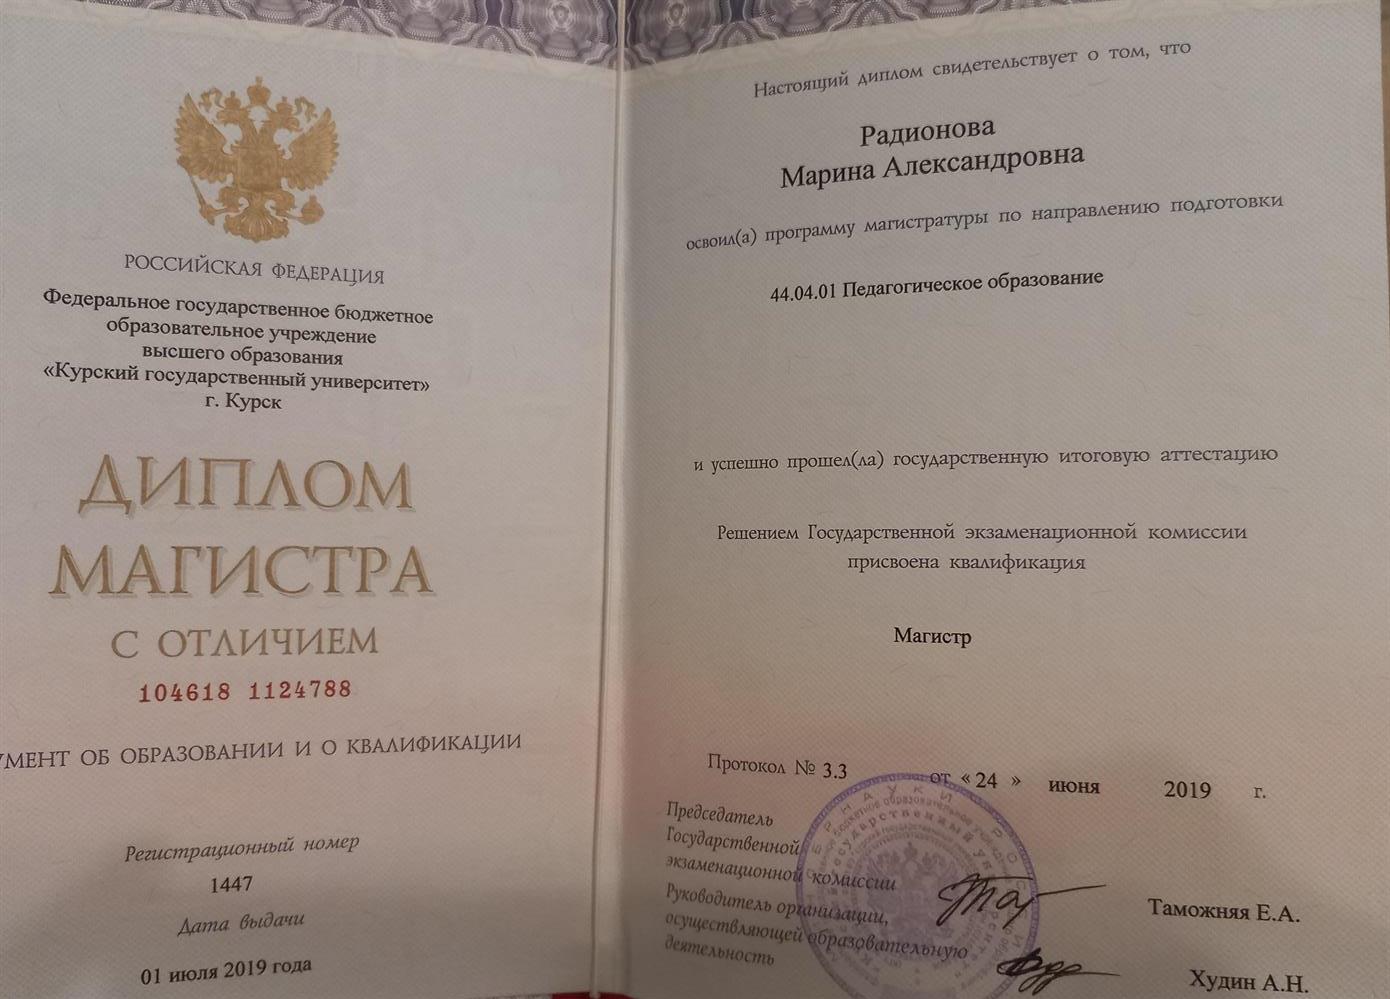 РОССИЙСКАЯ ФЕДЕРАЦИЯ
Федеральное государственное бюджетное
образовательное учреждение
высшего образования
«Курский государственный университет»
г. Курск
ДИПЛОМ
МАГИСТРА
С ОТЛИЧИЕМ
104618 1124788
УМЕНТ ОБ ОБРАЗОВАНИИ И О КВАЛИФИКАЦИИ
Регистрационный номер
1447
Дата выдачи
01 июля 2019 года
Настоящий диплом свидетельствует о том, что
Радионова
Марина Александровна
освоил(а) программу магистратуры по направлению подготовки
44.04.01 Педагогическое образование
и успешно прошел(ла) государственную итоговую аттестацию
Решением Государственной экзаменационной комиссии
присвоена квалификация
Магистр
Протокол № 3.3 от « 24 » июня 2019 г.
Председатель
Государственной
экзаменационной комиссии
Таможняя Е.А.
Руководитель организации,
осуществляющей образовательную
деятельность
Худин А.Н.